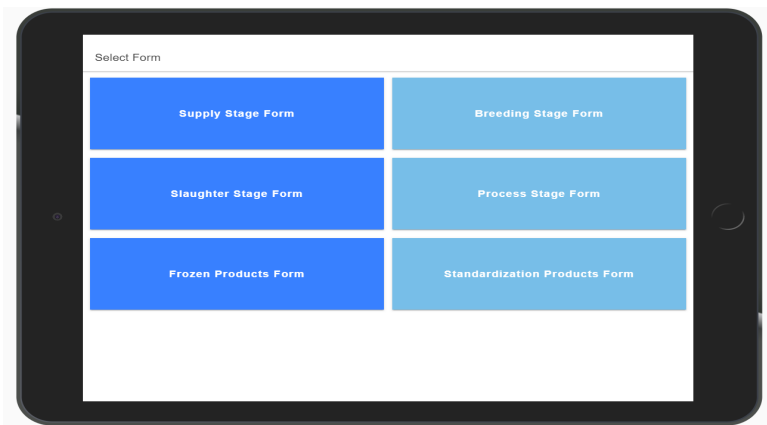 Select Form
Supply Stage Form
Breeding Stage Form
Slaughter Stage Form
Process Stage Form
Frozen Products Form
Standardization Products Form